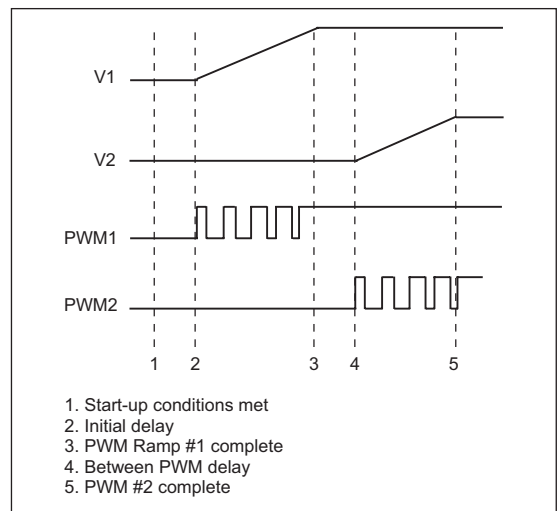 V1
V2
PWM1
PWM2
1 2 3 4 5
1. Start-up conditions met
2. Initial delay
3. PWM Ramp #1 complete
4. Between PWM delay
5. PWM #2 complete